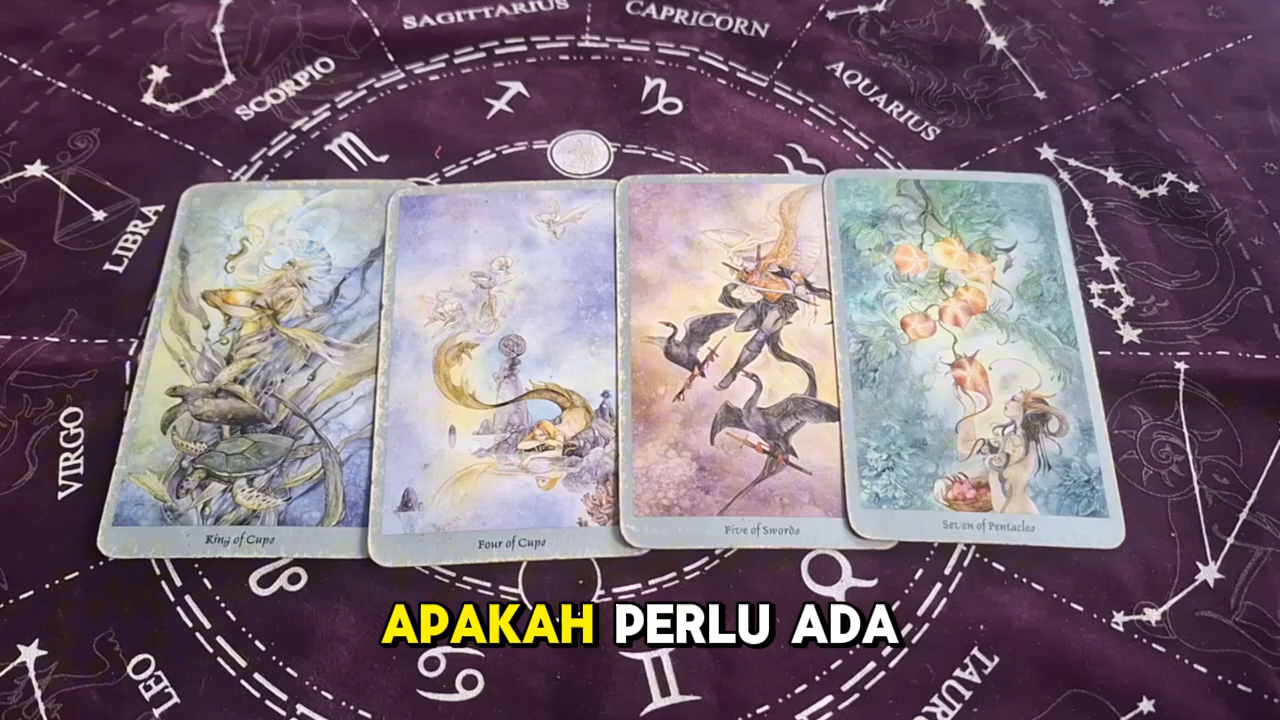 SAGITTARIUS
CAPRICORN
SCORPIO
AQUARIUS
LIBRA
VIRGO
King of Cups
Four of Cups
Five of Swords
Seven of Pentacles
APAKAH PERLU ADA
LEO